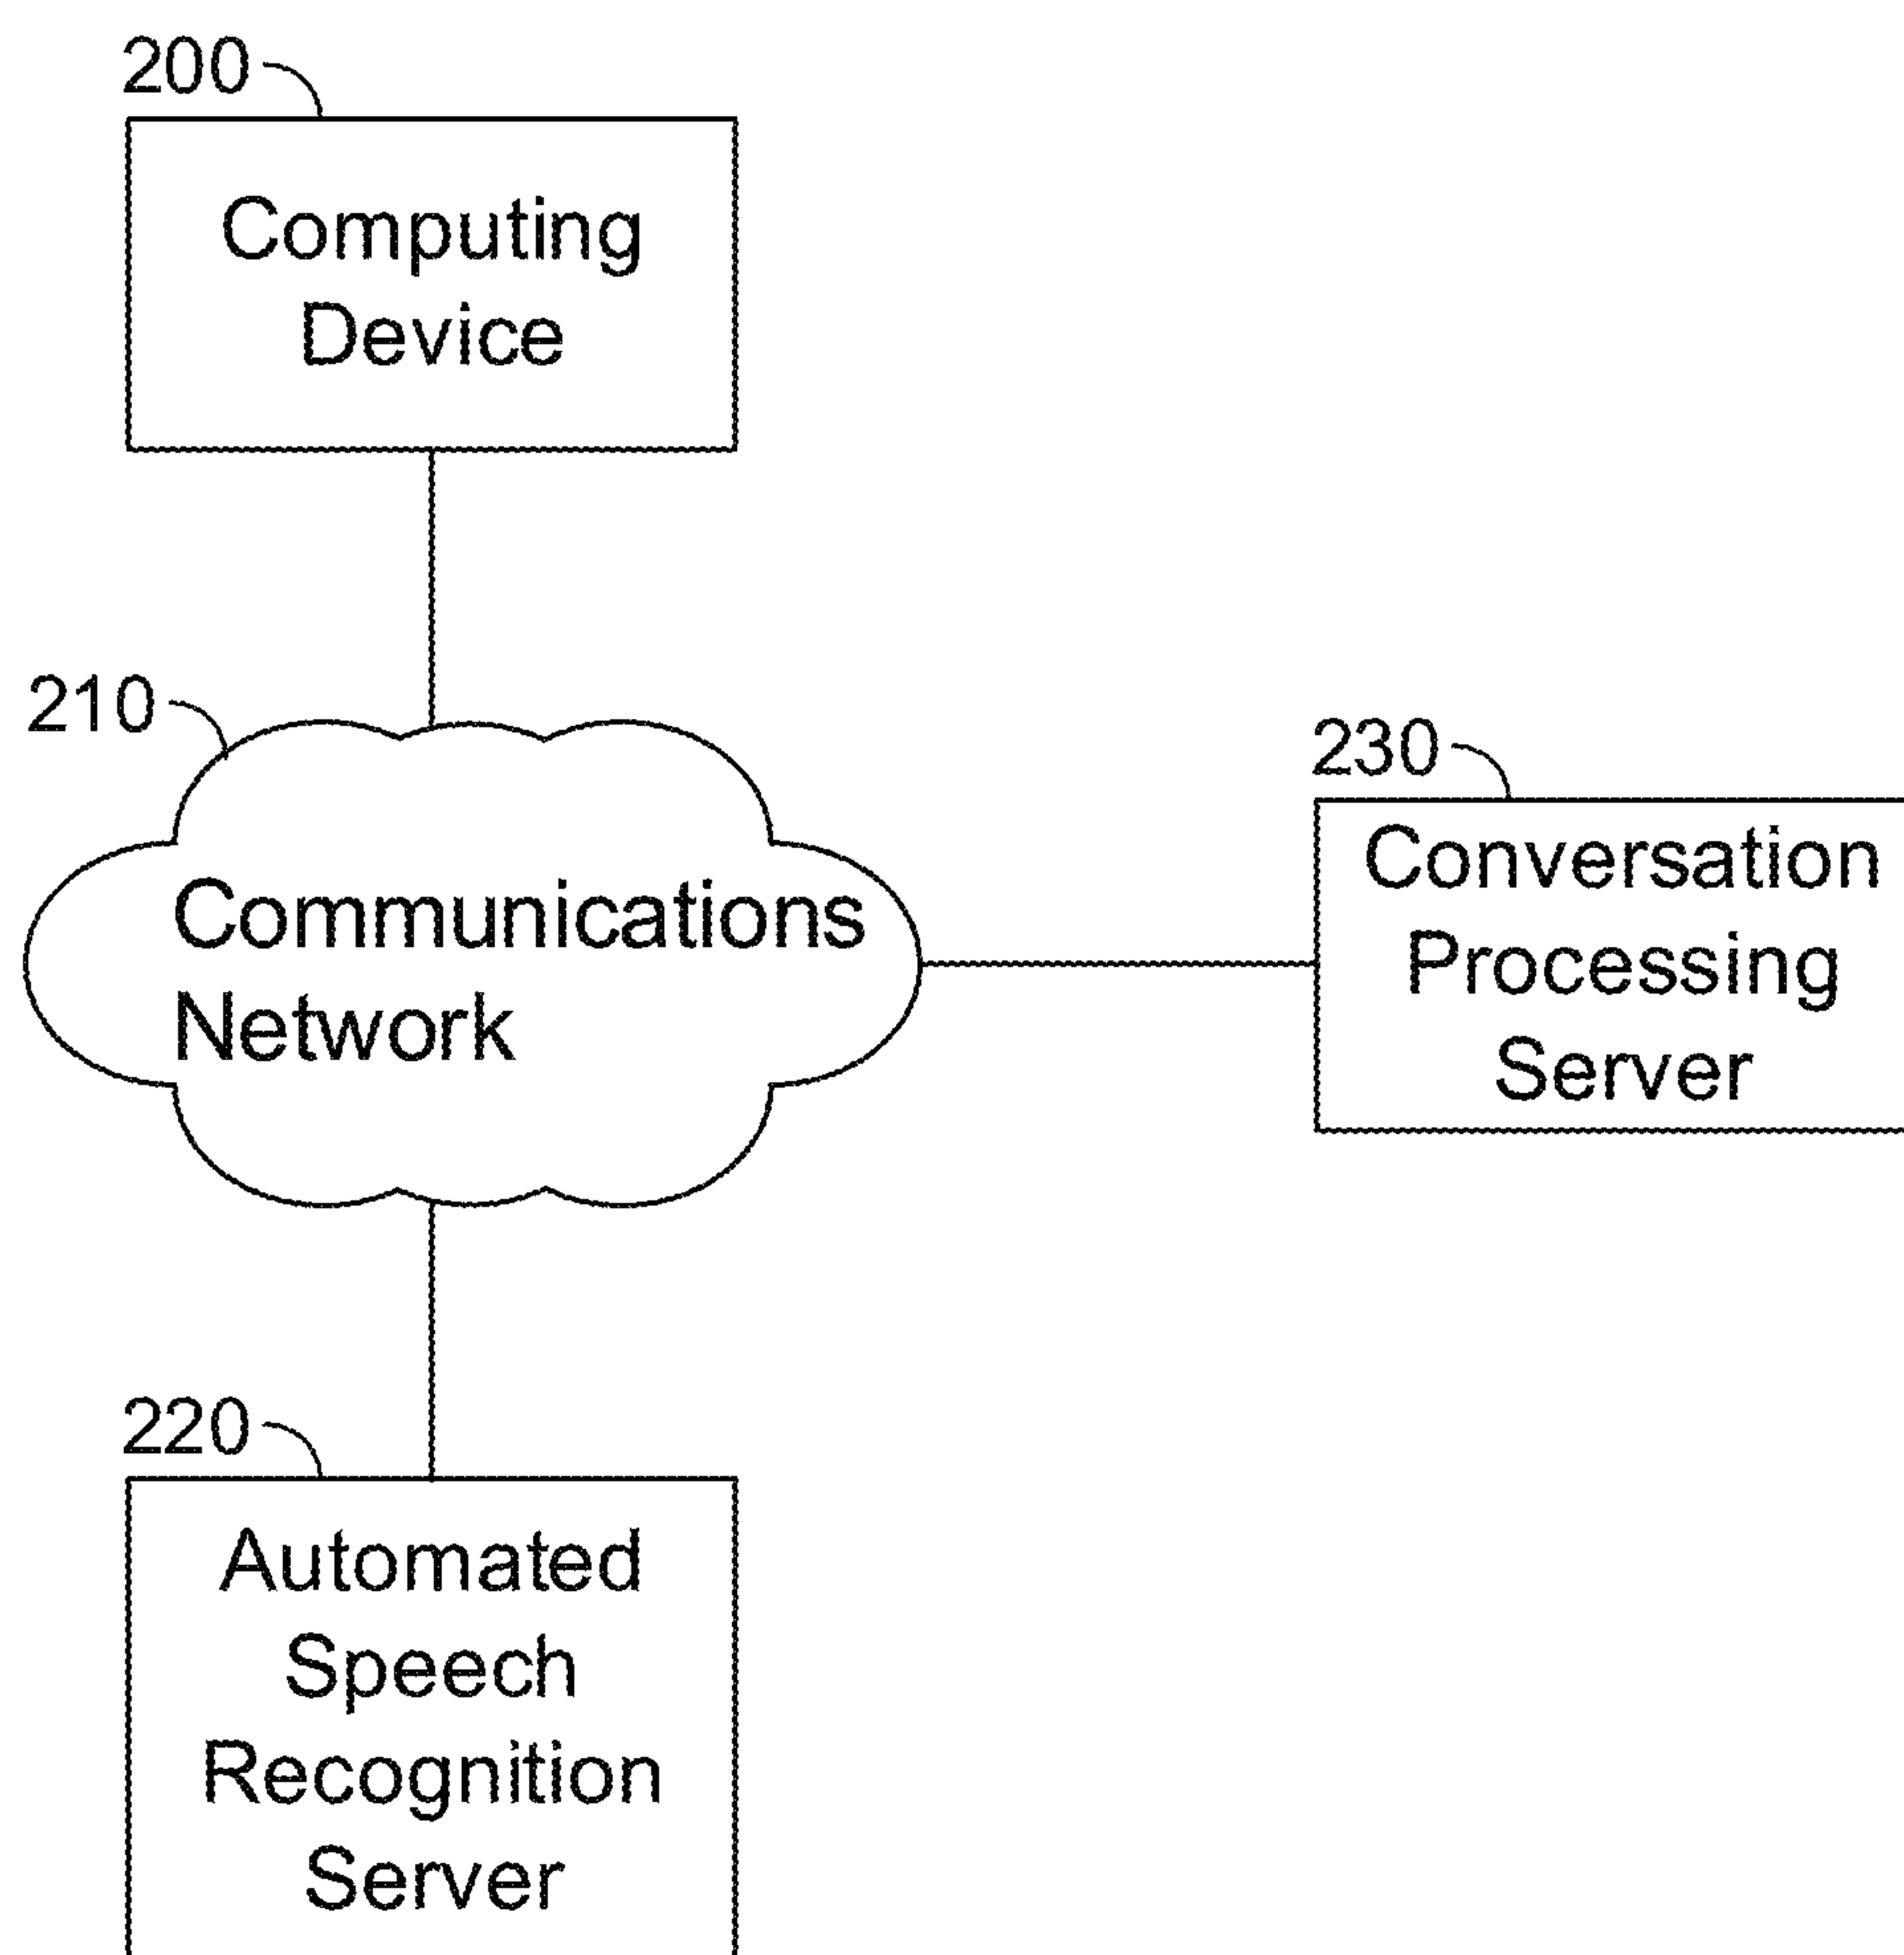 200
Computing
Device
210
Communications
Network
230
Conversation
Processing
Server
220
Automated
Speech
Recognition
Server